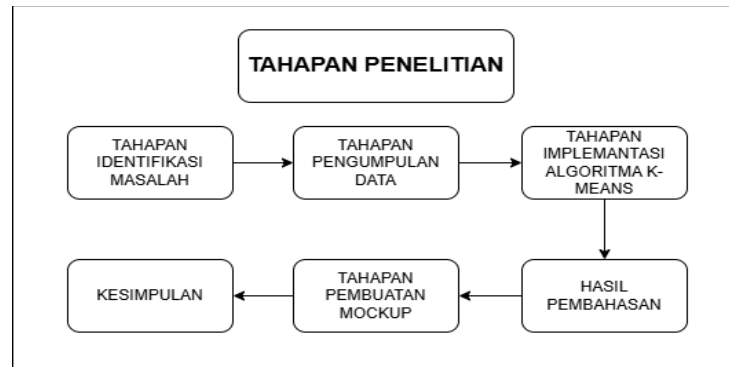 TAHAPAN PENELITIAN
TAHAPAN
IDENTIFIKASI
MASALAH
TAHAPAN
PENGUMPULAN
DATA
TAHAPAN
IMPLEMANTASI
ALGORITMA K-
MEANS
HASIL
PEMBAHASAN
TAHAPAN
PEMBUATAN
MOCKUP
KESIMPULAN